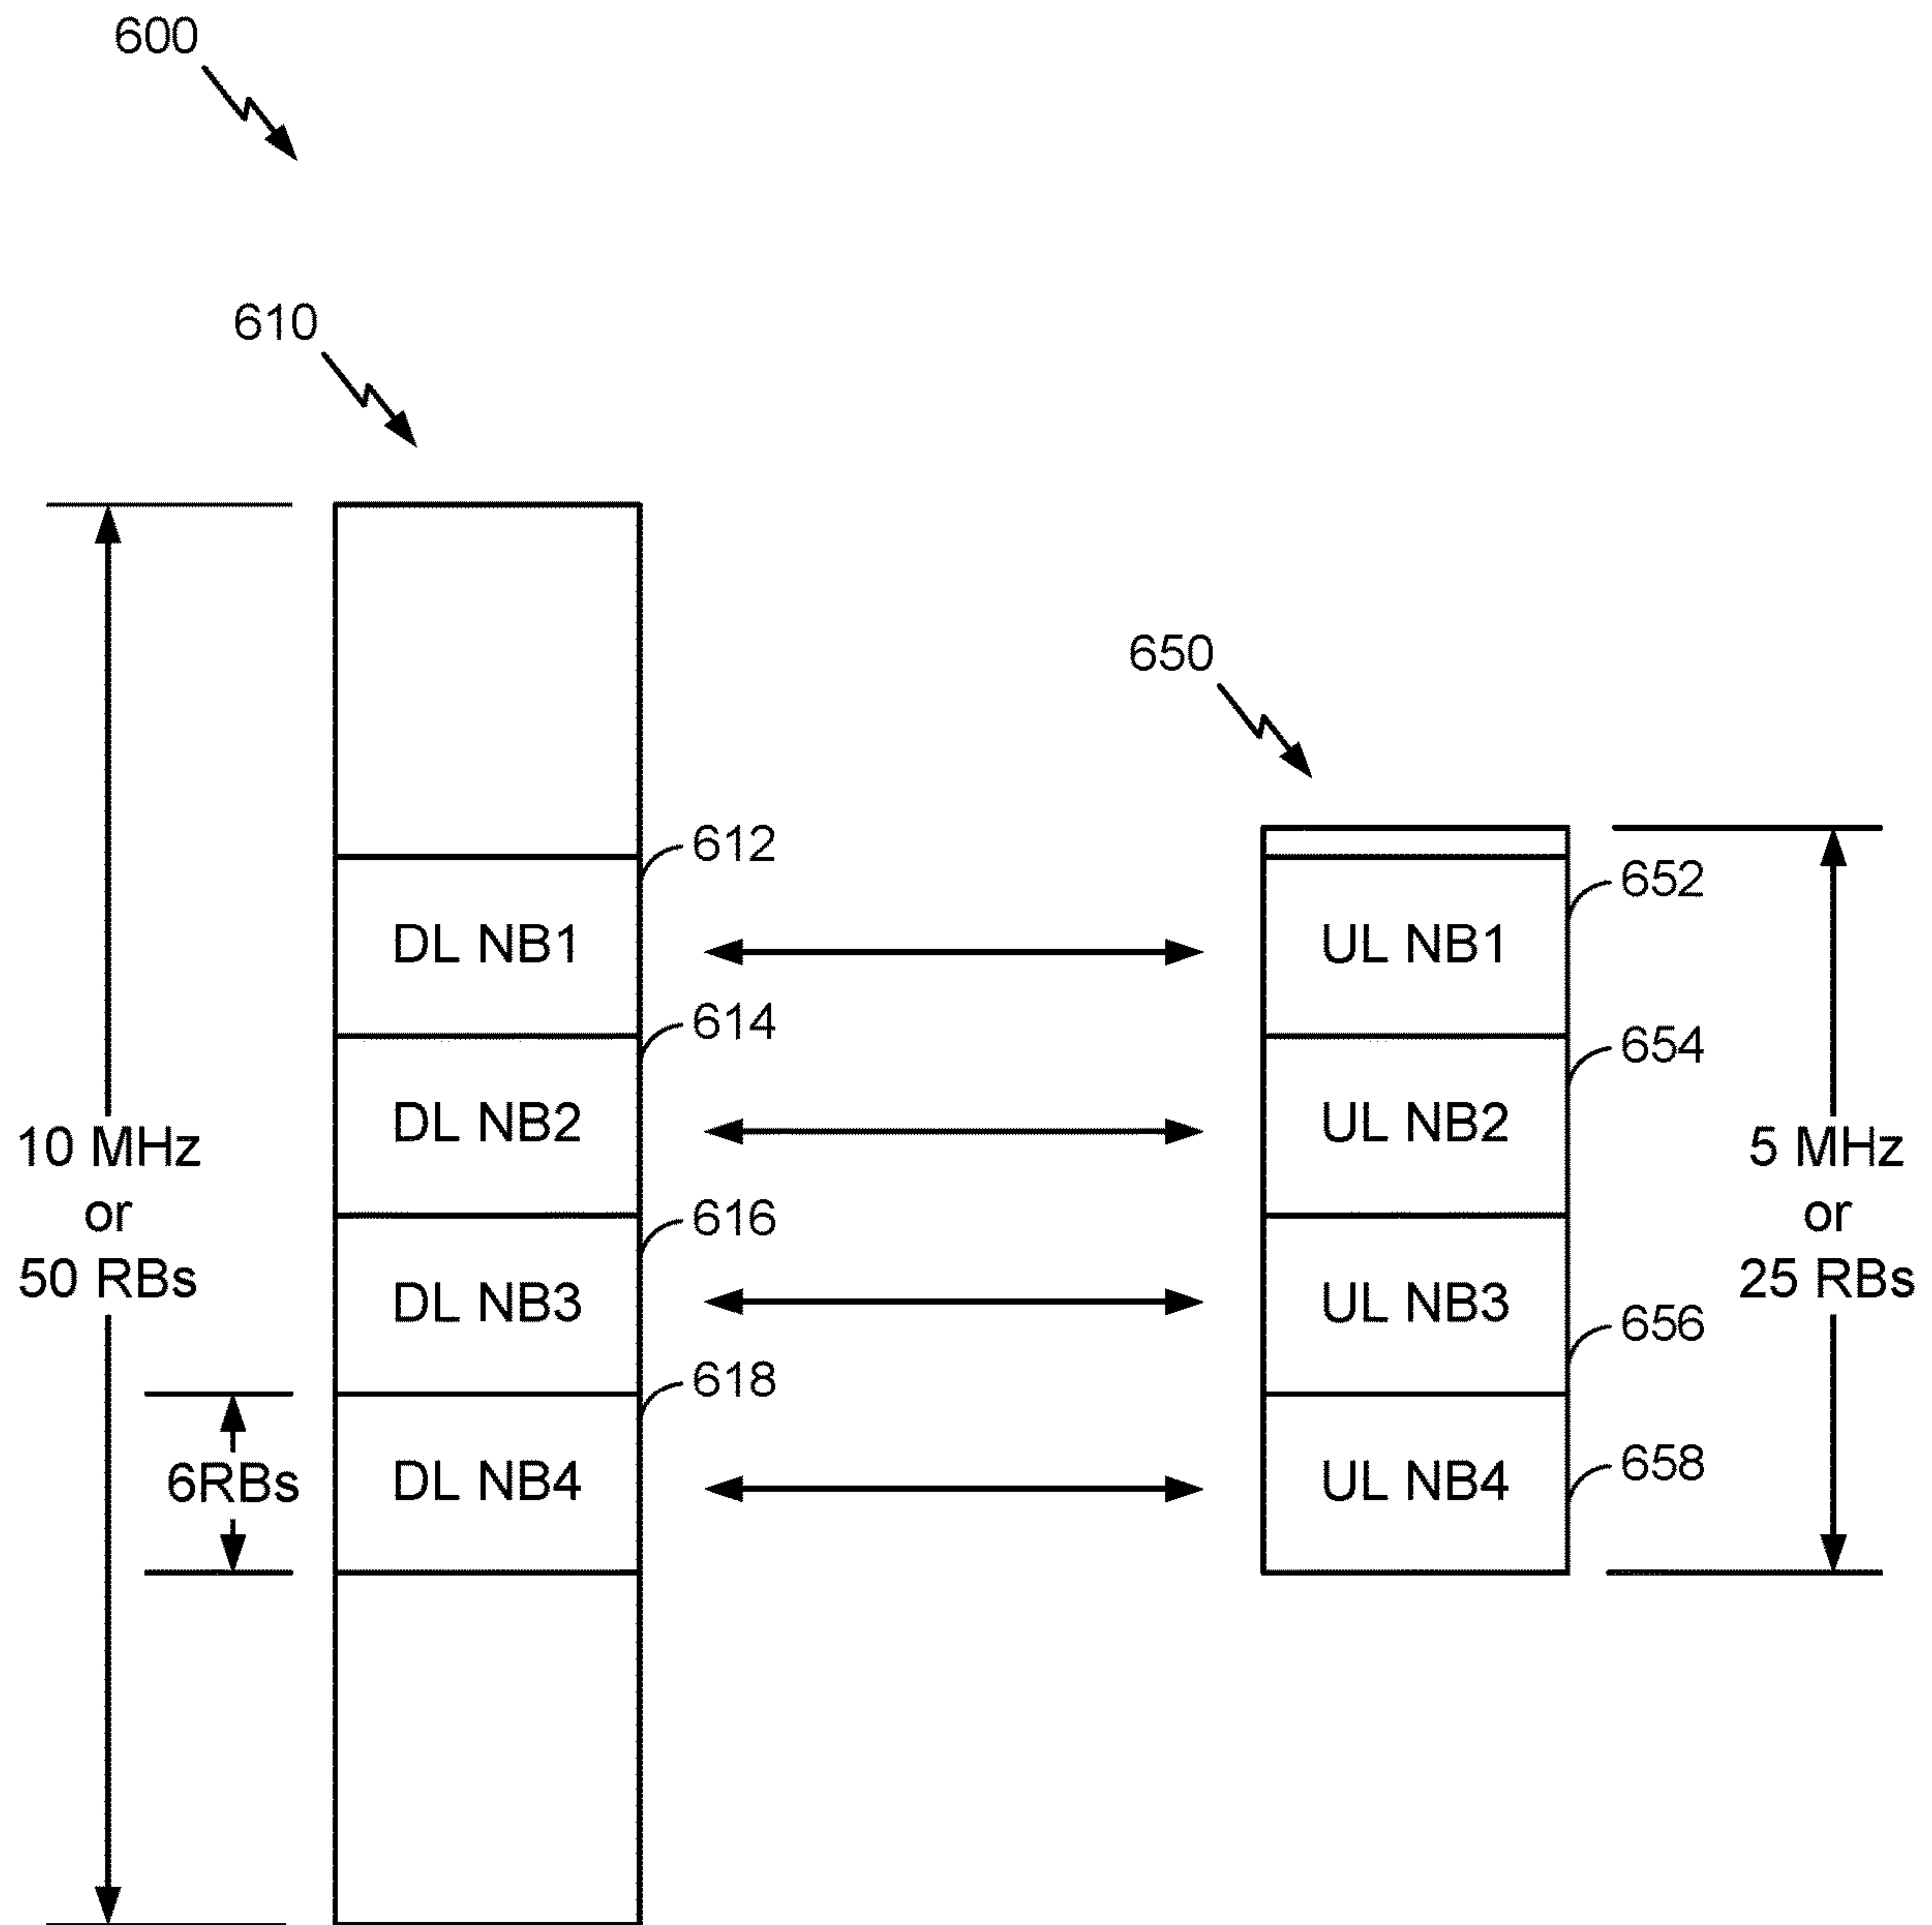 600
610
650
612
652
DL NB1
UL NB1
614
654
DL NB2
UL NB2
10 MHz
or
50 RBs
5 MHz
or
25 RBs
616
656
DL NB3
UL NB3
618
658
6RBs
DL NB4
UL NB4